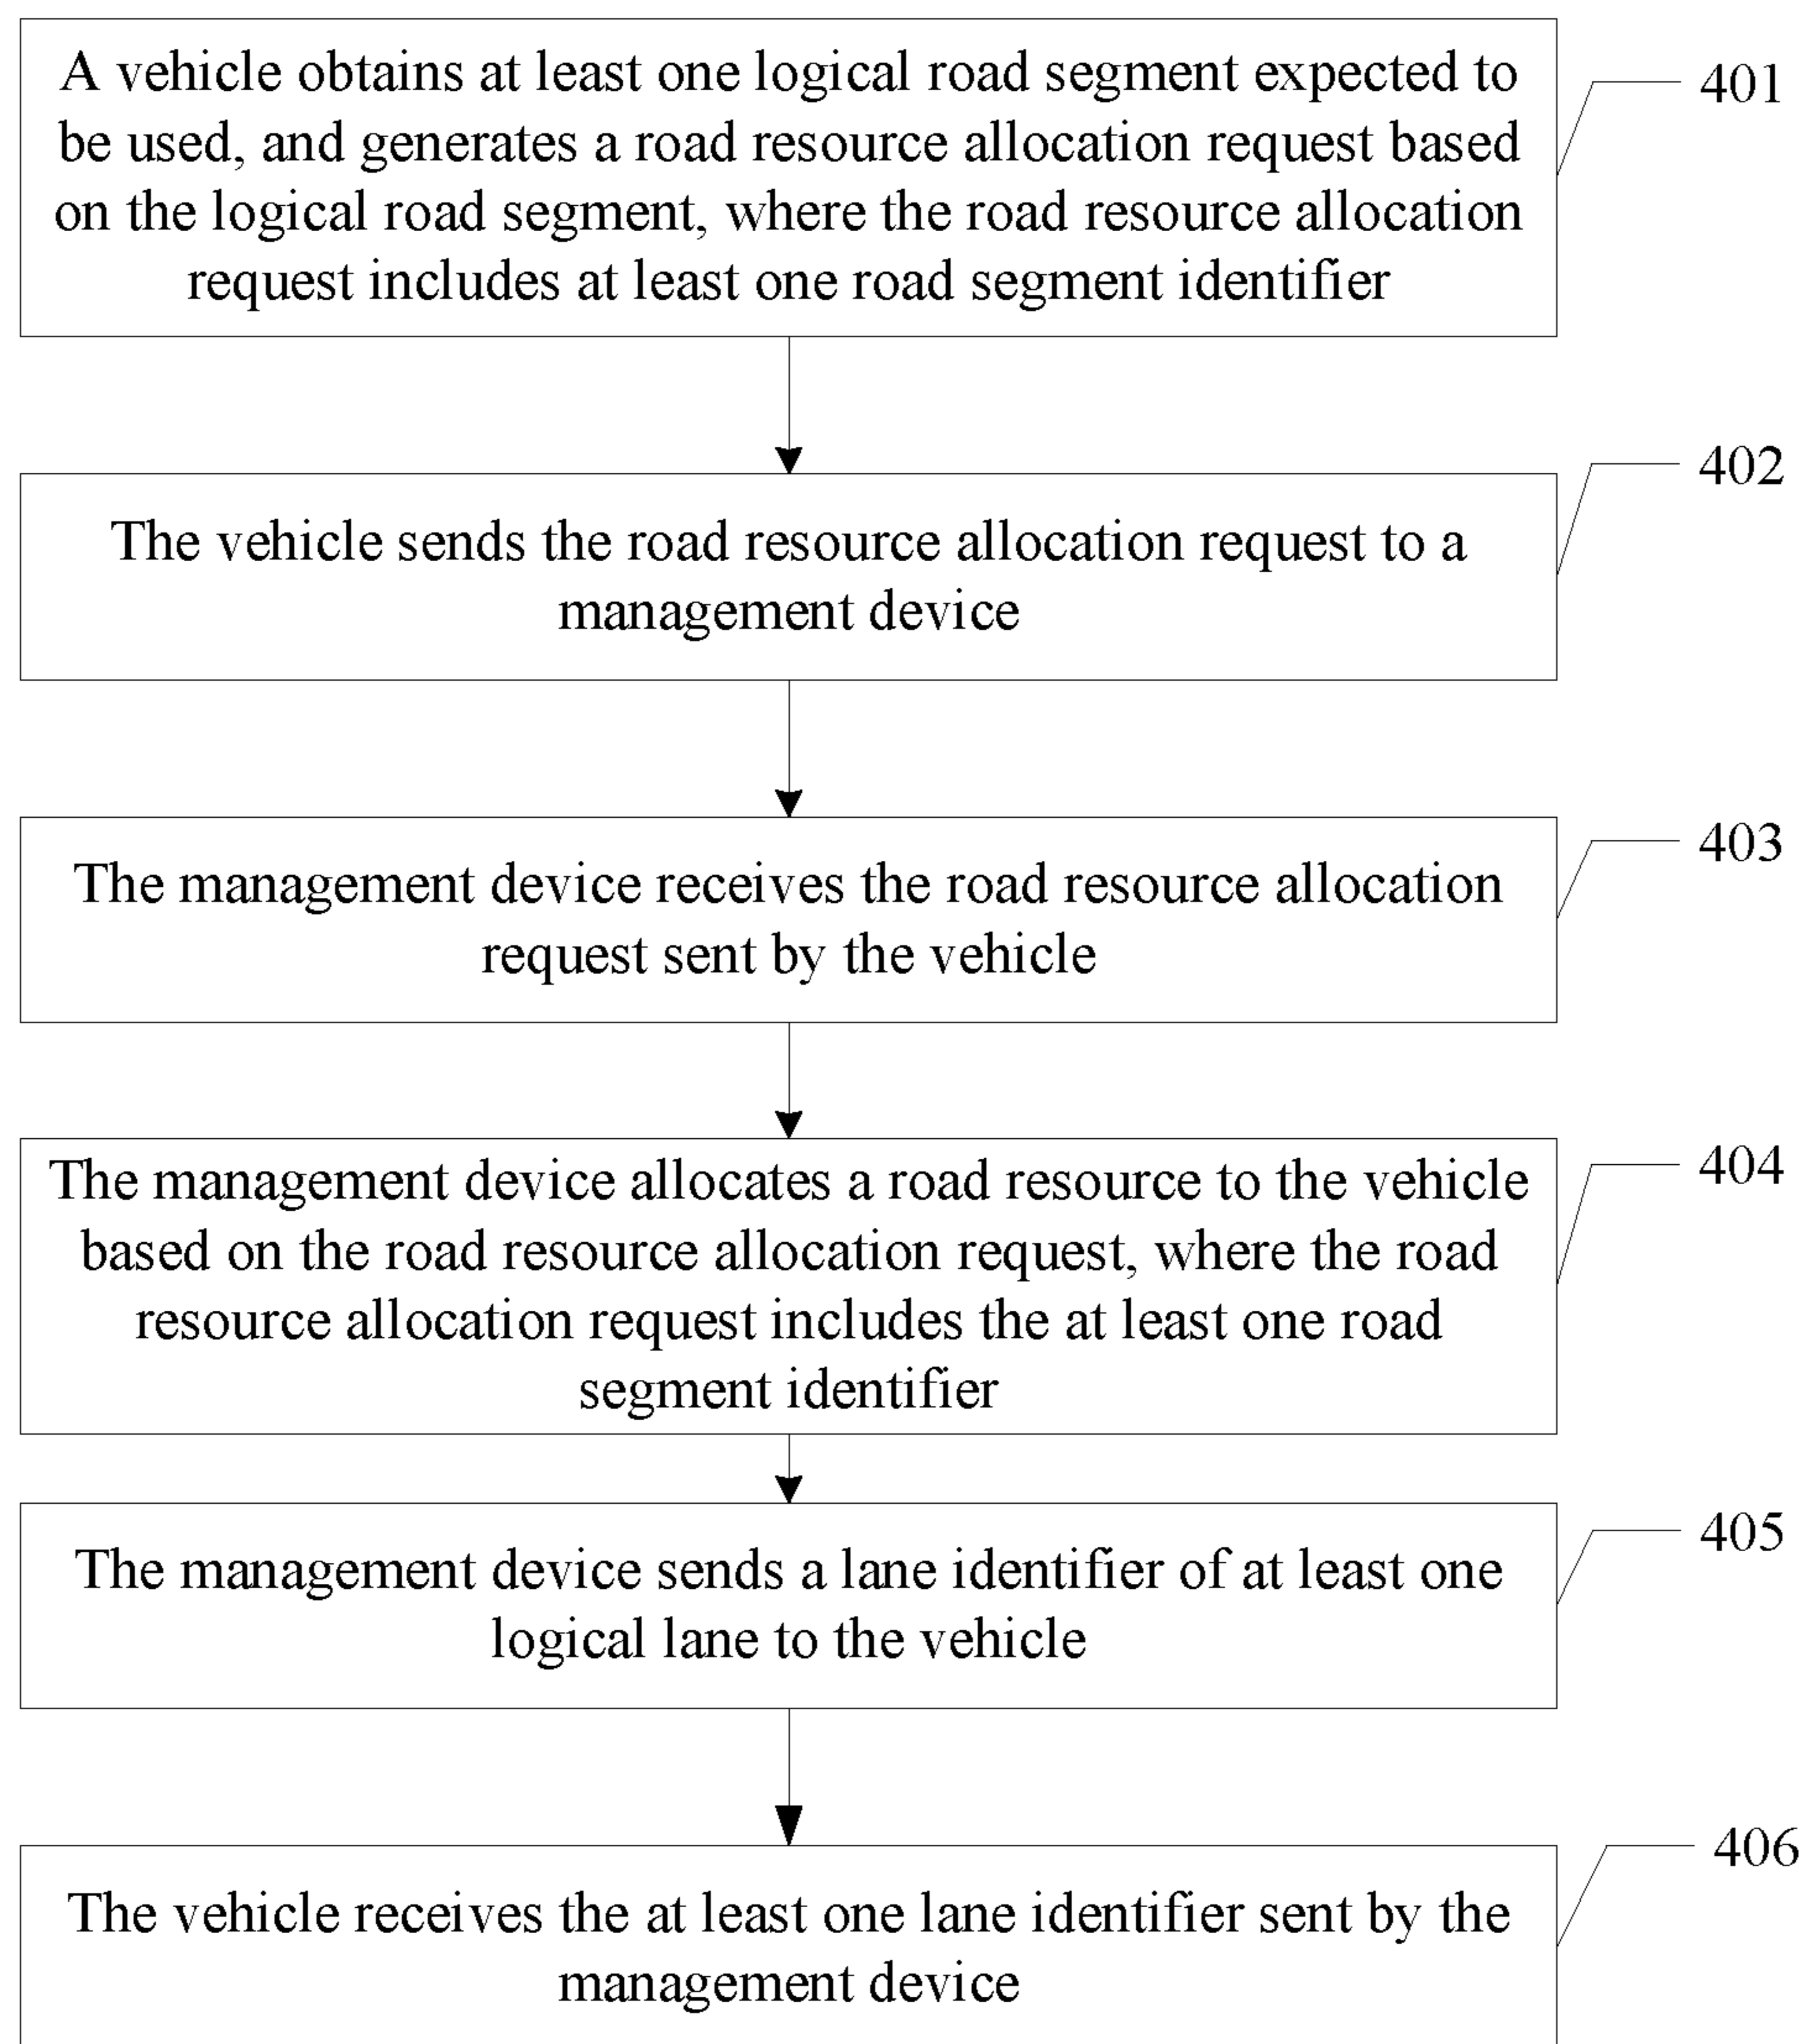 A vehicle obtains at least one logical road segment expected to
be used, and generates a road resource allocation request based
on the logical road segment, where the road resource allocation
request includes at least one road segment identifier
401
The vehicle sends the road resource allocation request to a
management device
402
The management device receives the road resource allocation
request sent by the vehicle
403
The management device allocates a road resource to the vehicle
based on the road resource allocation request, where the road
resource allocation request includes the at least one road
segment identifier
404
The management device sends a lane identifier of at least one
logical lane to the vehicle
405
The vehicle receives the at least one lane identifier sent by the
management device
406